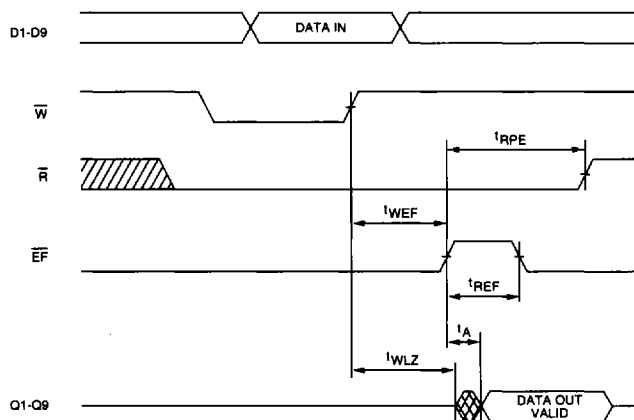 D1-D9
DATA IN
W
R
tRPE
tWEF
EF
tREF
tA
tWLZ
Q1-Q9
DATA OUT
VALID